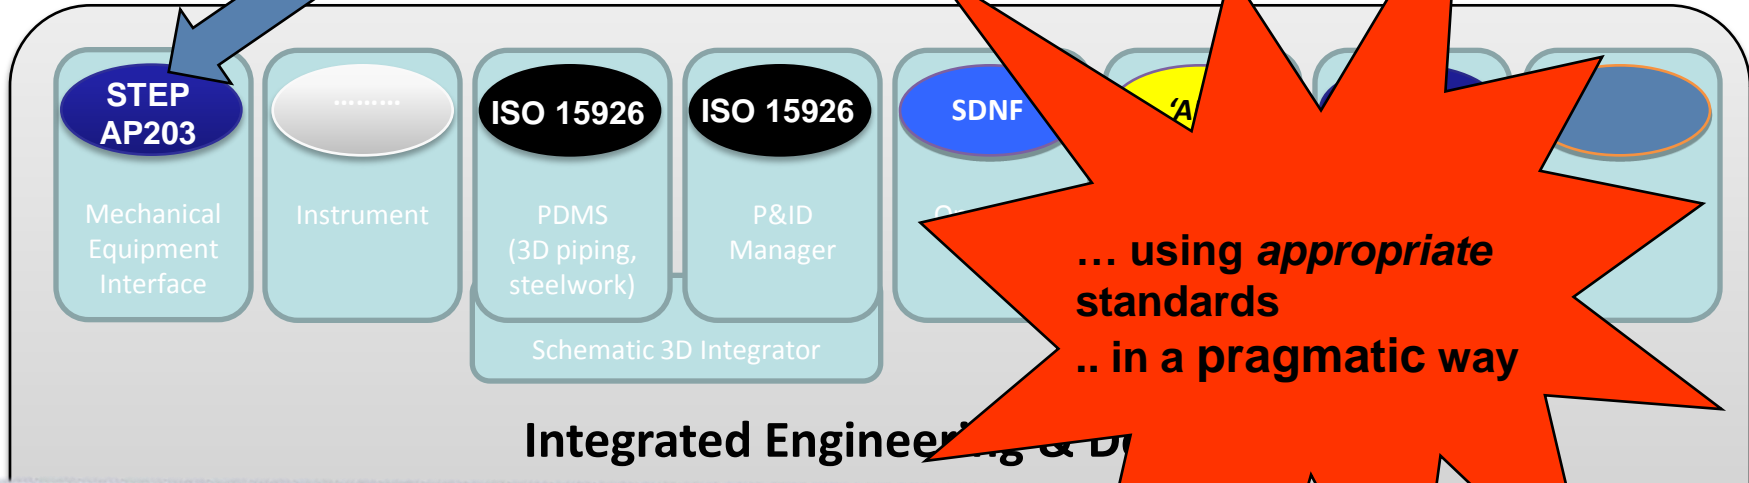 STEP
AP203
.........
ISO 15926
ISO 15926
SDNF
'A
Mechanical
Equipment
Interface
Instrument
PDMS
(3D piping,
steelwork)
P&ID
Manager
Schematic 3D Integrator
… using appropriate
standards
.. in a pragmatic way
Integrated Engineering & D